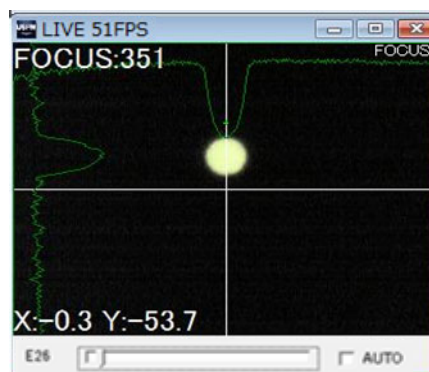 LIVE 51FPS
FOCUS:351
FOCUS
X:-0.3 Y:-53.7
E26
AUTO